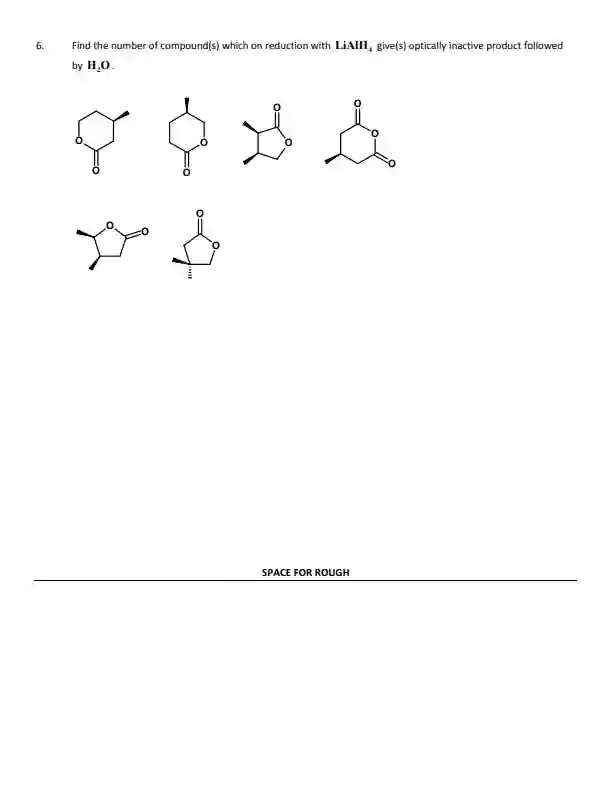 6. Find the number of compound(s) which on reduction with LiAlH₄ give(s) optically inactive product followed
by H₂O.
O O O O
O O O
O O O
O O O
O
SPACE FOR ROUGH